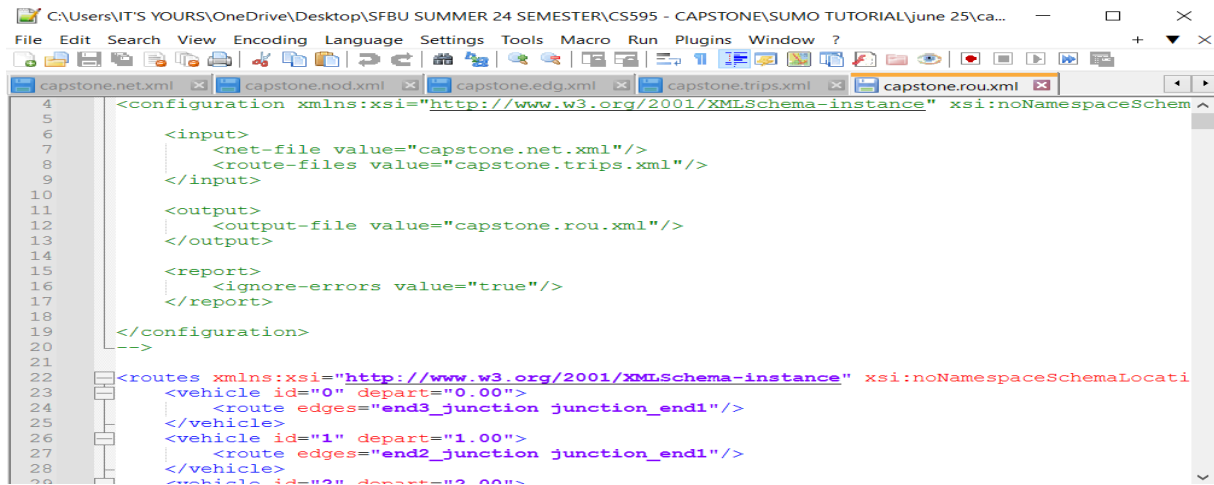 C:\Users\IT'S YOURS\OneDrive\Desktop\SFBU SUMMER 24 SEMESTER\CS595 - CAPSTONE\SUMO TUTORIAL\june 25\ca...
File Edit Search View Encoding Language Settings Tools Macro Run Plugins Window ?
capstone.net.xml capstone.nod.xml capstone.edg.xml capstone.trips.xml capstone.rou.xml
4 <configuration xmlns:xsi="http://www.w3.org/2001/XMLSchema-instance" xsi:noNamespaceSchem
5
6 <input>
7 <net-file value="capstone.net.xml"/>
8 <route-files value="capstone.trips.xml"/>
9 </input>
10
11 <output>
12 <output-file value="capstone.rou.xml"/>
13 </output>
14
15 <report>
16 <ignore-errors value="true"/>
17 </report>
18
19 </configuration>
20 -->
21
22 <routes xmlns:xsi="http://www.w3.org/2001/XMLSchema-instance" xsi:noNamespaceSchemaLocati
23 <vehicle id="0" depart="0.00">
24 <route edges="end3_junction junction_end1"/>
25 </vehicle>
26 <vehicle id="1" depart="1.00">
27 <route edges="end2_junction junction_end1"/>
28 </vehicle>
29 <vehicle id="2" depart="2.00">